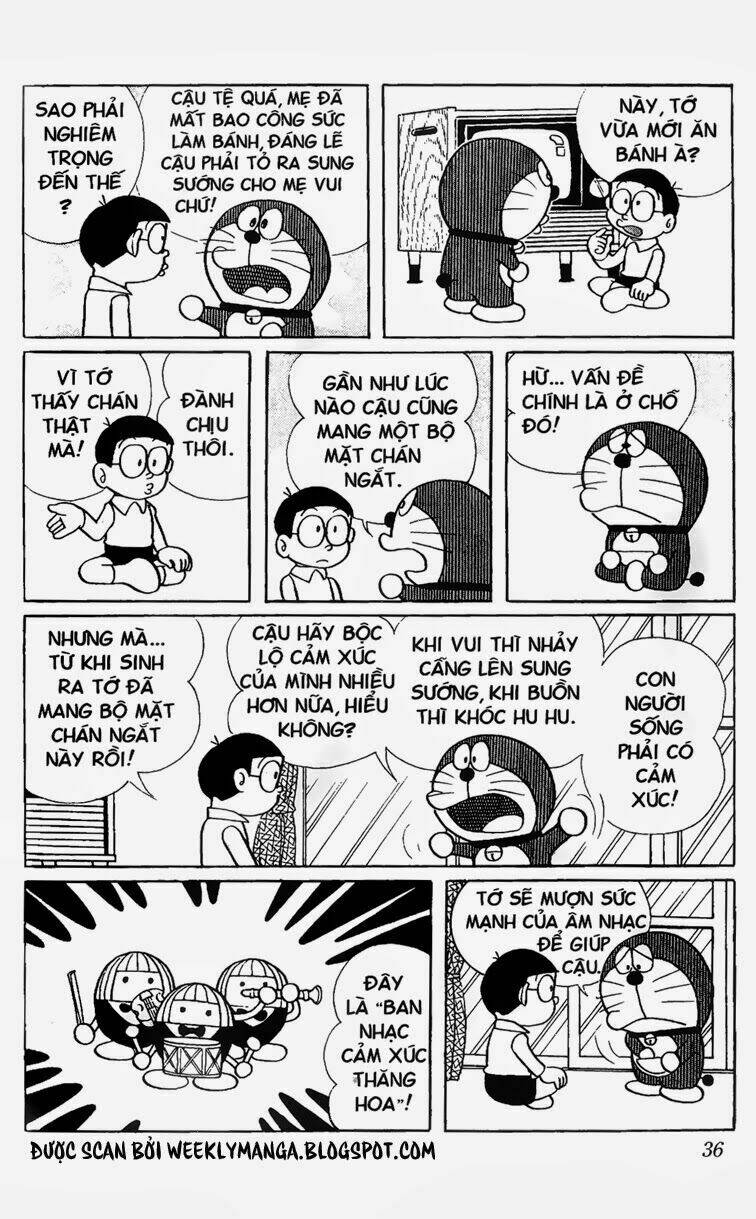 SAO PHẢI
NGHIÊM
TRỌNG
ĐẾN THẾ
?
CẬU TỆ QUÁ, MẸ ĐÃ
MẤT BAO CÔNG SỨC
LÀM BÁNH, ĐÁNG LẼ
CẬU PHẢI TỎ RA SUNG
SƯỚNG CHO MẸ VUI
CHỨ!
NÀY, TỚ
VỪA MỚI ĂN
BÁNH À?
VÌ TỚ
THẤY CHÁN
THẬT
MÀ!
ĐÀNH
CHỊU
THÔI.
GẦN NHƯ LÚC
NÀO CẬU CŨNG
MANG MỘT BỘ
MẶT CHÁN
NGẮT.
HỪ... VẤN ĐỀ
CHÍNH LÀ Ở CHỖ
ĐÓ!
NHƯNG MÀ...
TỪ KHI SINH
RA TỚ ĐÃ
MANG BỘ MẶT
CHÁN NGẮT
NÀY RỒI!
CẬU HÃY BỘC
LỘ CẢM XÚC
CỦA MÌNH NHIỀU
HƠN NỮA, HIỂU
KHÔNG?
KHI VUI THÌ NHẢY
CẪNG LÊN SUNG
SƯỚNG, KHI BUỒN
THÌ KHÓC HU HU.
CON
NGƯỜI
SỐNG
PHẢI CÓ
CẢM
XÚC!
ĐÂY
LÀ "BAN
NHẠC
CẢM XÚC
THĂNG
HOA"!
TỚ SẼ MƯỢN SỨC
MẠNH CỦA ÂM NHẠC
ĐỂ GIÚP
CẬU.
ĐƯỢC SCAN BỞI WEEKLYMANGA.BLOGSPOT.COM
36